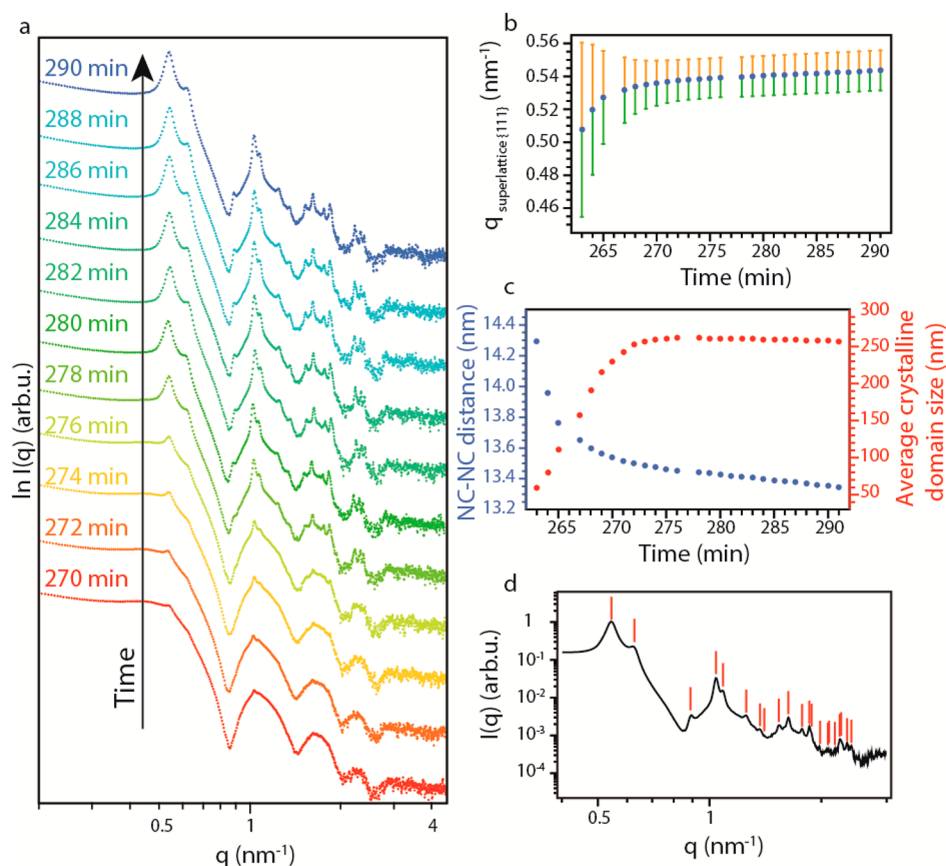 a
290 min
288 min
286 min
284 min
282 min
280 min
278 min
276 min
274 min
272 min
270 min
Time
ln I(q) (arb.u.)
0.5 1 2 4
q (nm⁻¹)
b
0.56
0.54
0.52
0.50
0.48
0.46
q superlattice {111} (nm⁻¹)
265 270 275 280 285 290
Time (min)
c
14.4
14.2
14.0
13.8
13.6
13.4
13.2
NC-NC distance (nm)
300
250
200
150
100
50
Average crystalline
domain size (nm)
265 270 275 280 285 290
Time (min)
d
1
10⁻¹
10⁻²
10⁻³
10⁻⁴
I(q) (arb.u.)
0.5 1
q (nm⁻¹)